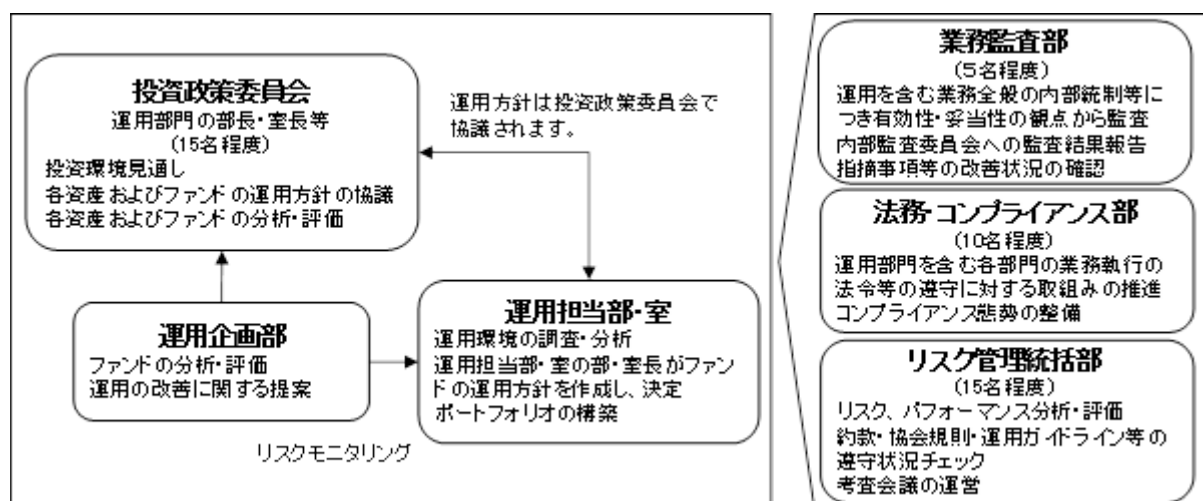 投資政策委員会
運用部門の部長・室長等
(15名程度)
投資環境見通し
各資産およびファンドの運用方針の協議
各資産およびファンドの分析・評価
運用方針は投資政策委員会で
協議されます。
運用企画部
ファンドの分析・評価
運用の改善に関する提案
運用担当部・室
運用環境の調査・分析
運用担当部・室の部・室長がファン
ドの運用方針を作成し、決定
ポートフォリオの構築
リスクモニタリング
業務監査部
(5名程度)
運用を含む業務全般の内部統制等に
つき有効性・妥当性の観点から監査
内部監査委員会への監査結果報告
指摘事項等の改善状況の確認
法務・コンプライアンス部
(10名程度)
運用部門を含む各部門の業務執行の
法令等の遵守に対する取組みの推進
コンプライアンス態勢の整備
リスク管理統括部
(15名程度)
リスク、パフォーマンス分析・評価
約款・協会規則・運用ガイドライン等の
遵守状況チェック
考査会議の運営